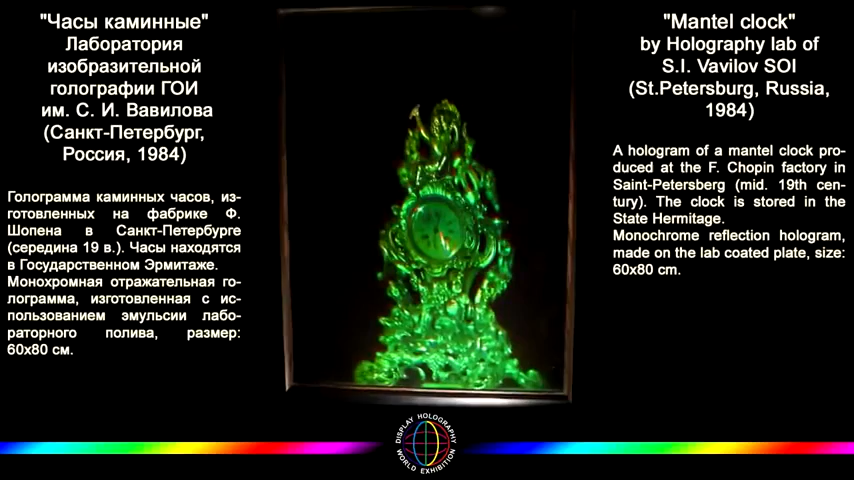 "Часы каминные"
Лаборатория
изобразительной
голографии ГОИ
им. С. И. Вавилова
(Санкт-Петербург,
Россия, 1984)
Голограмма каминных часов, из-
готовленных на фабрике Ф.
Шопена в Санкт-Петербурге
(середина 19 в.). Часы находятся
в Государственном Эрмитаже.
Монохромная отражательная го-
лограмма, изготовленная с ис-
пользованием эмульсии лабо-
раторного полива, размер:
60x80 см.
"Mantel clock"
by Holography lab of
S.I. Vavilov SOI
(St.Petersburg, Russia,
1984)
A hologram of a mantel clock pro-
duced at the F. Chopin factory in
Saint-Petersberg (mid. 19th cen-
tury). The clock is stored in the
State Hermitage.
Monochrome reflection hologram,
made on the lab coated plate, size:
60x80 cm.
DISPLAY HOLOGRAPHY
WORLD EXHIBITION